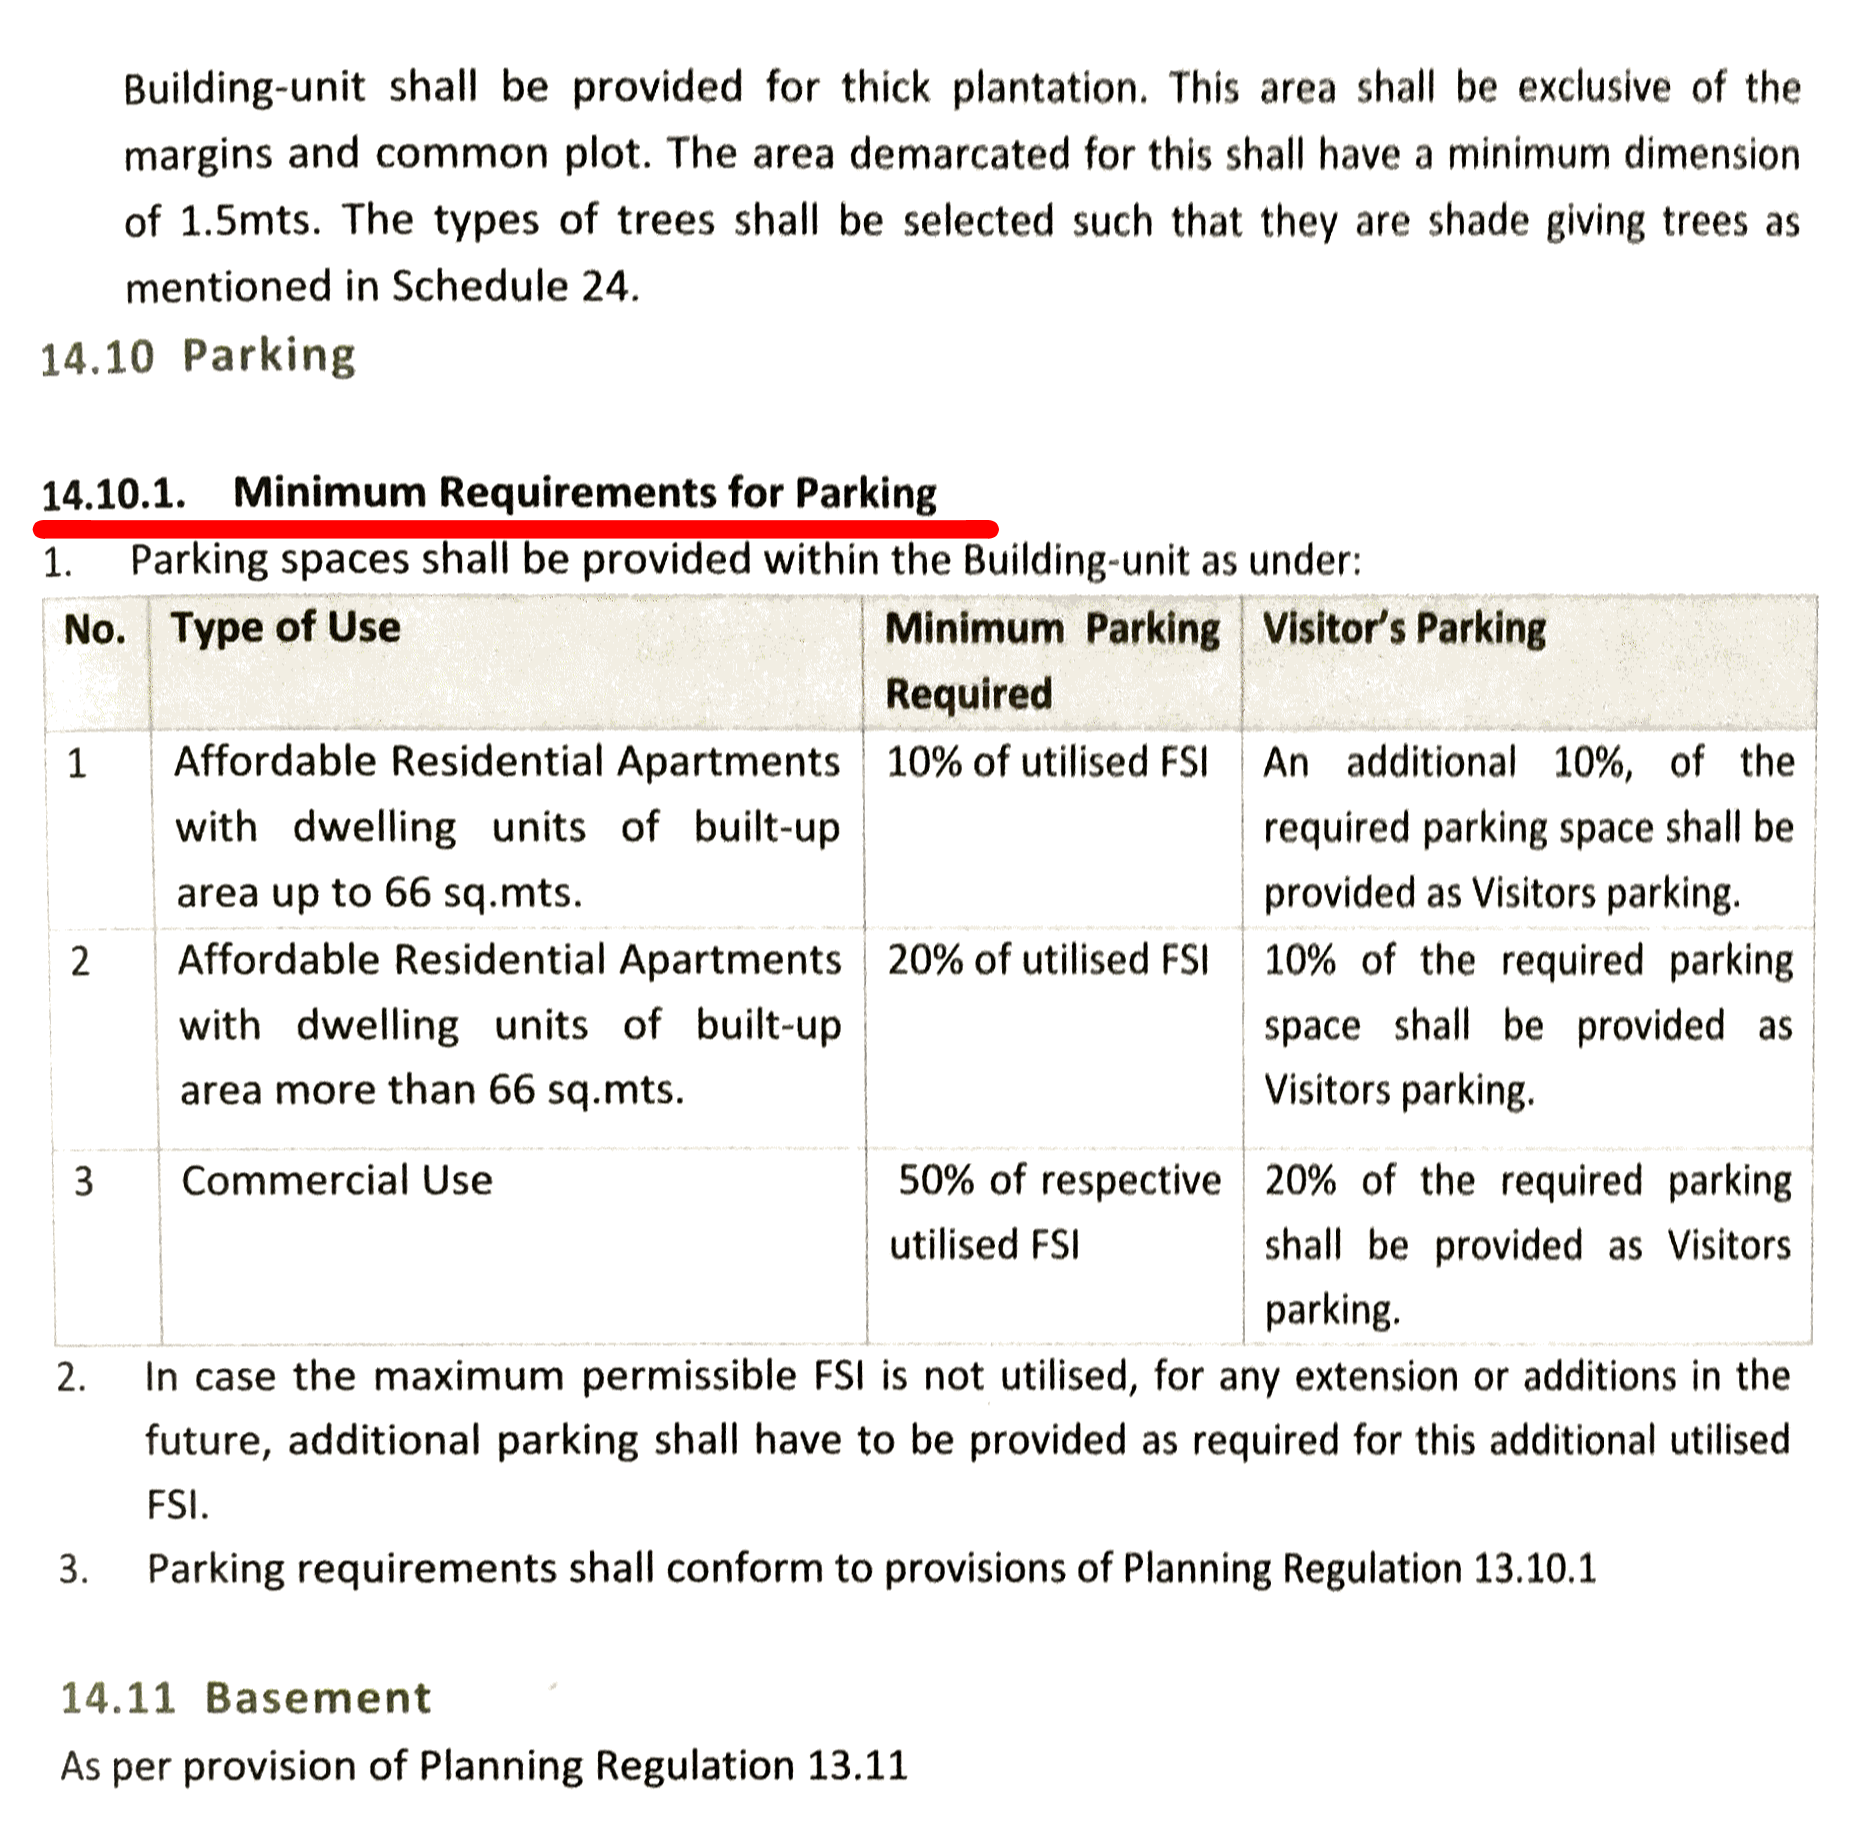 Building-unit shall be provided for thick plantation. This area shall be exclusive of the
margins and common plot. The area demarcated for this shall have a minimum dimension
of 1.5mts. The types of trees shall be selected such that they are shade giving trees as
mentioned in Schedule 24.
14.10 Parking
14.10.1. Minimum Requirements for Parking
1. Parking spaces shall be provided within the Building-unit as under:
No. Type of Use Minimum Parking Visitor's Parking
Required
1 Affordable Residential Apartments 10% of utilised FSI An additional 10%, of the
with dwelling units of built-up required parking space shall be
area up to 66 sq.mts. provided as Visitors parking.
2 Affordable Residential Apartments 20% of utilised FSI 10% of the required parking
with dwelling units of built-up space shall be provided as
area more than 66 sq.mts. Visitors parking.
3 Commercial Use 50% of respective 20% of the required parking
utilised FSI shall be provided as Visitors
parking.
2. In case the maximum permissible FSI is not utilised, for any extension or additions in the
future, additional parking shall have to be provided as required for this additional utilised
FSI.
3. Parking requirements shall conform to provisions of Planning Regulation 13.10.1
14.11 Basement
As per provision of Planning Regulation 13.11